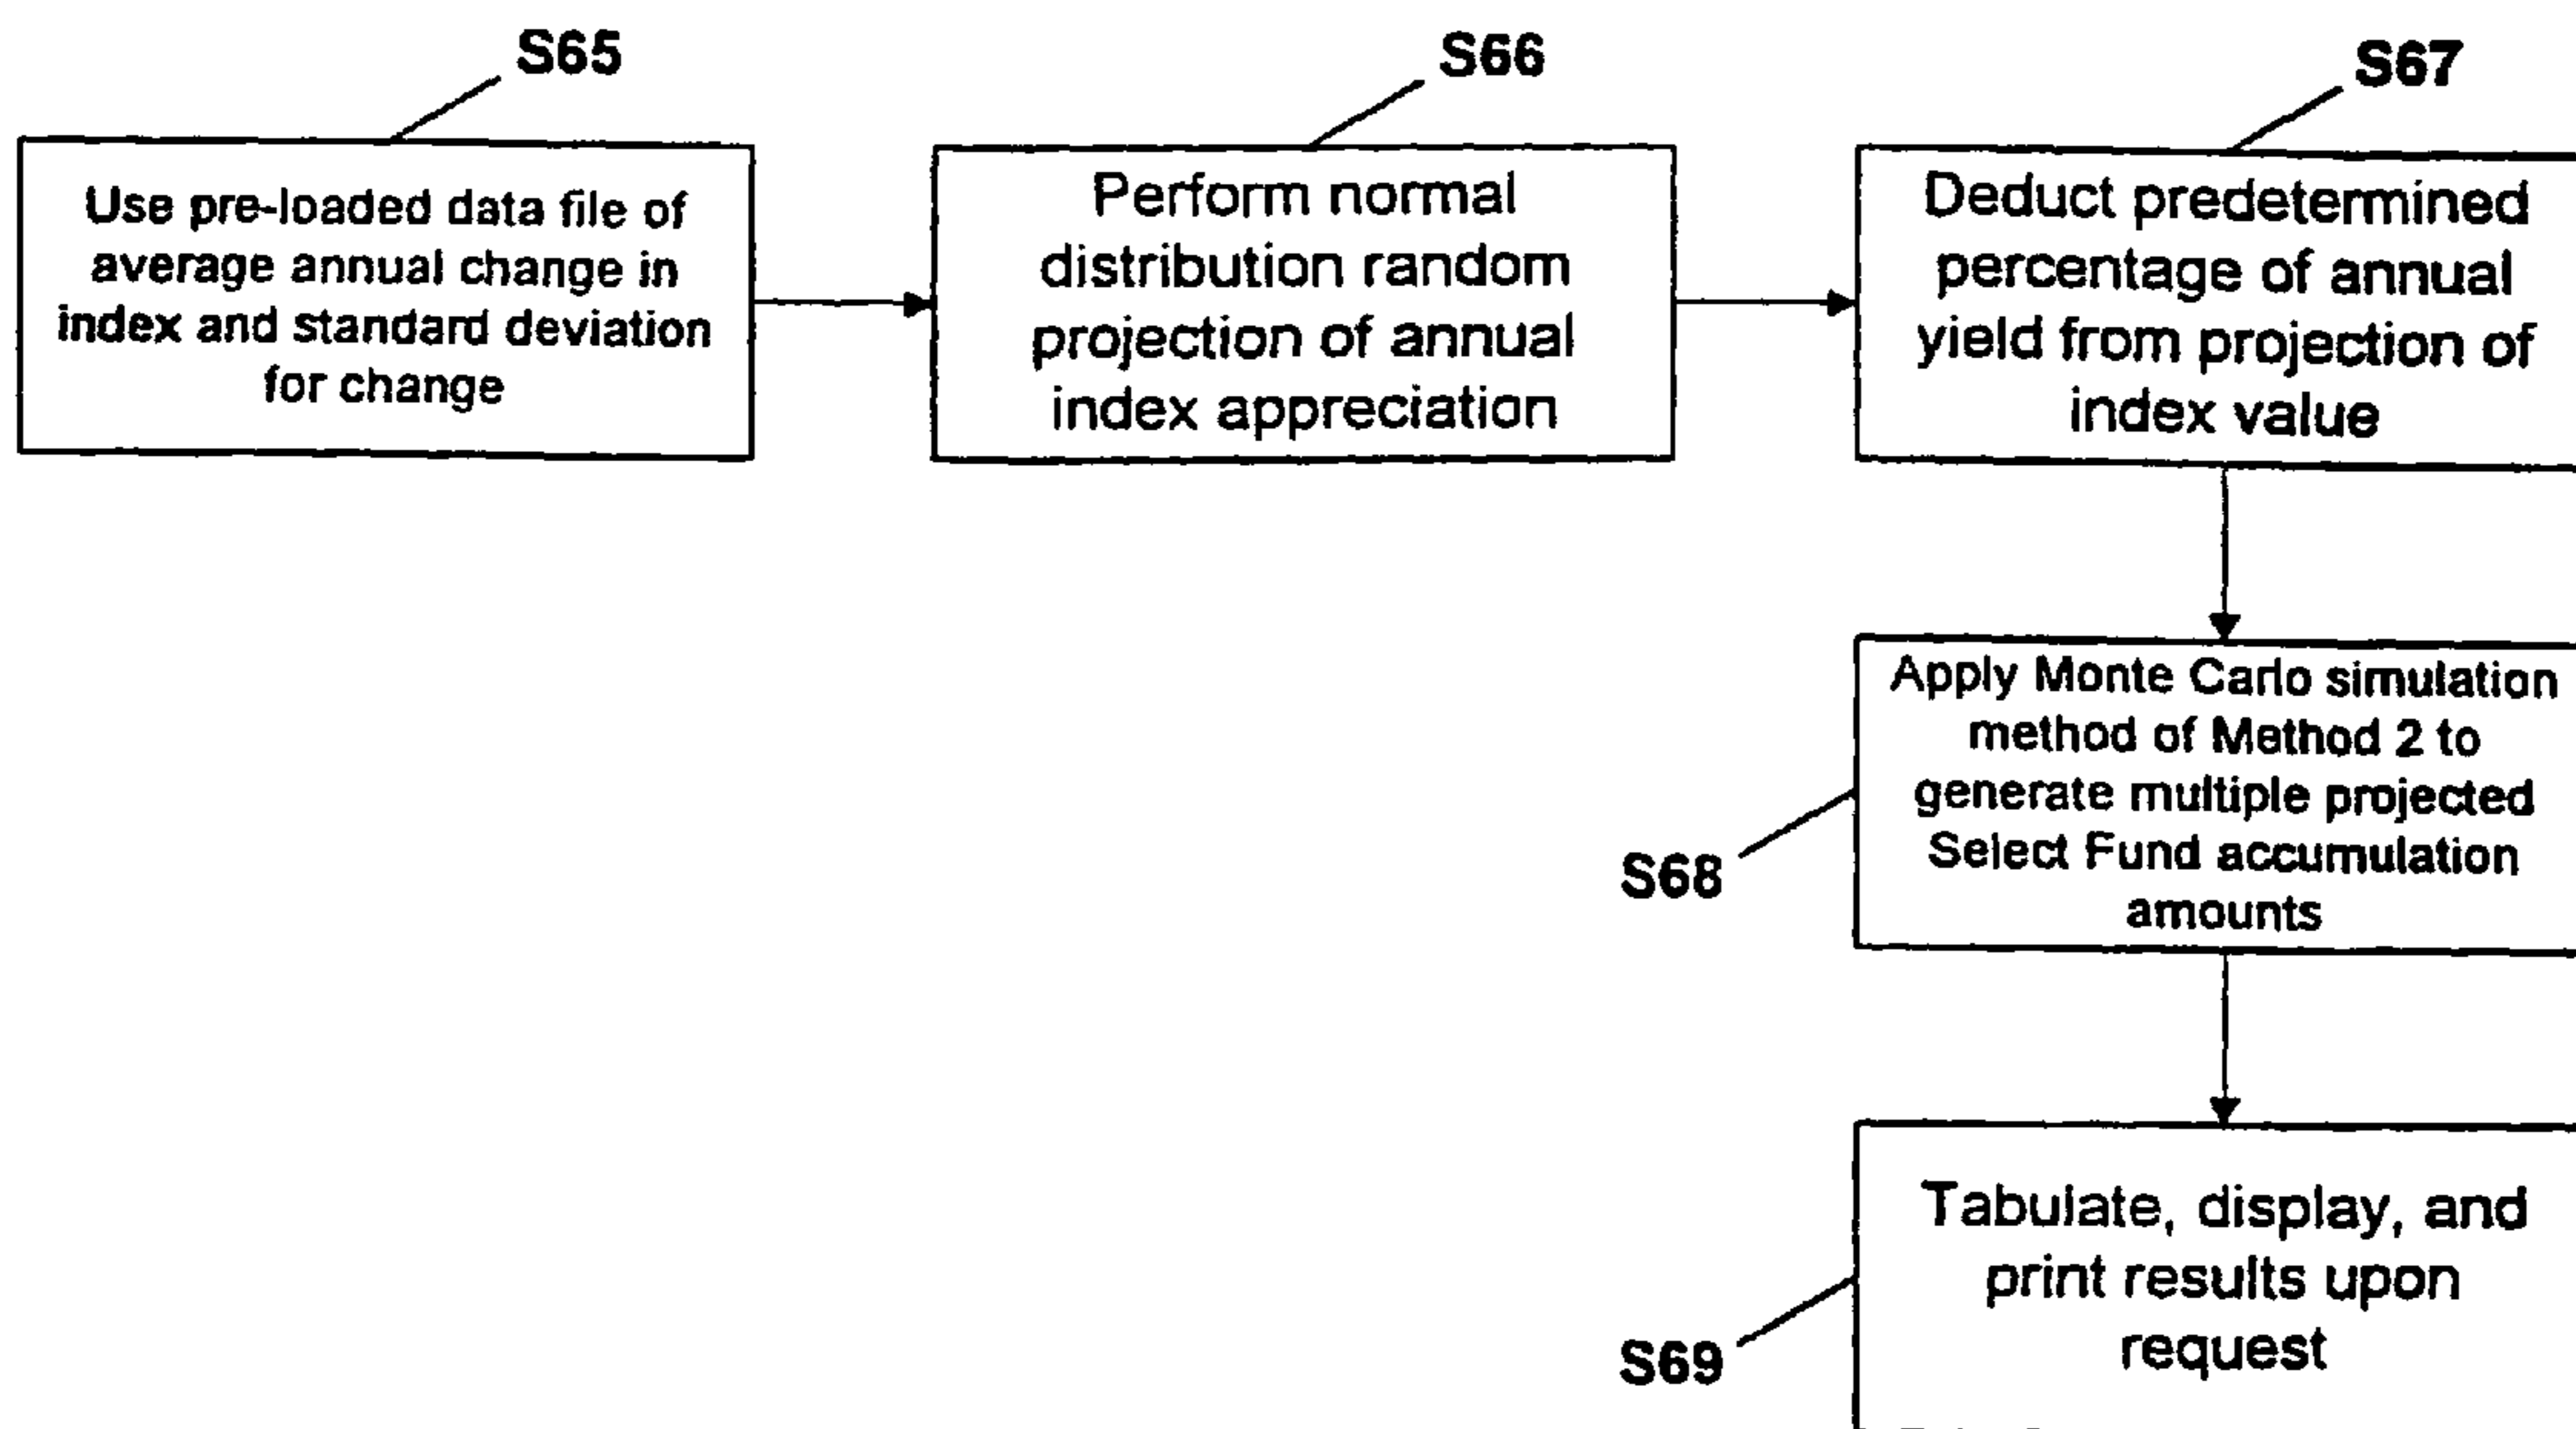 S65
Use pre-loaded data file of
average annual change in
index and standard deviation
for change
S66
Perform normal
distribution random
projection of annual
index appreciation
S67
Deduct predetermined
percentage of annual
yield from projection of
index value
S68
Apply Monte Carlo simulation
method of Method 2 to
generate multiple projected
Select Fund accumulation
amounts
S69
Tabulate, display, and
print results upon
request